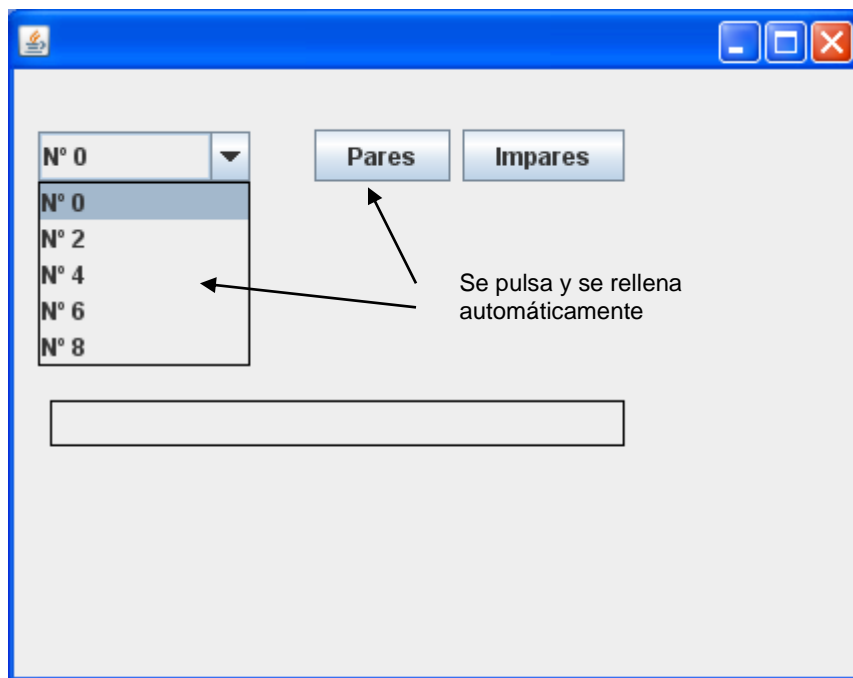 Nº 0
Pares
Impares
Nº 0
Nº 2
Nº 4
Nº 6
Nº 8
Se pulsa y se rellena
automáticamente